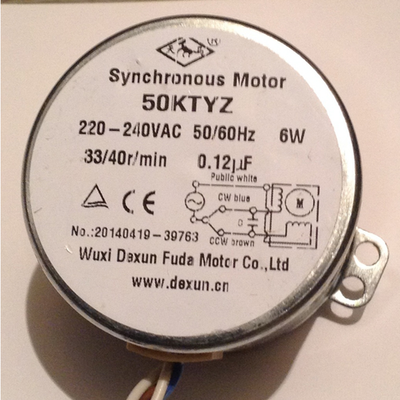 Synchronous Motor
50KTYZ
220-240VAC 50/60Hz 6W
33/40r/min 0.12µF
Public white
CW blue
M
CCW brown
CE
No.:20140419-39763
Wuxi Dexun Fuda Motor Co.,Ltd
www.dexun.cn